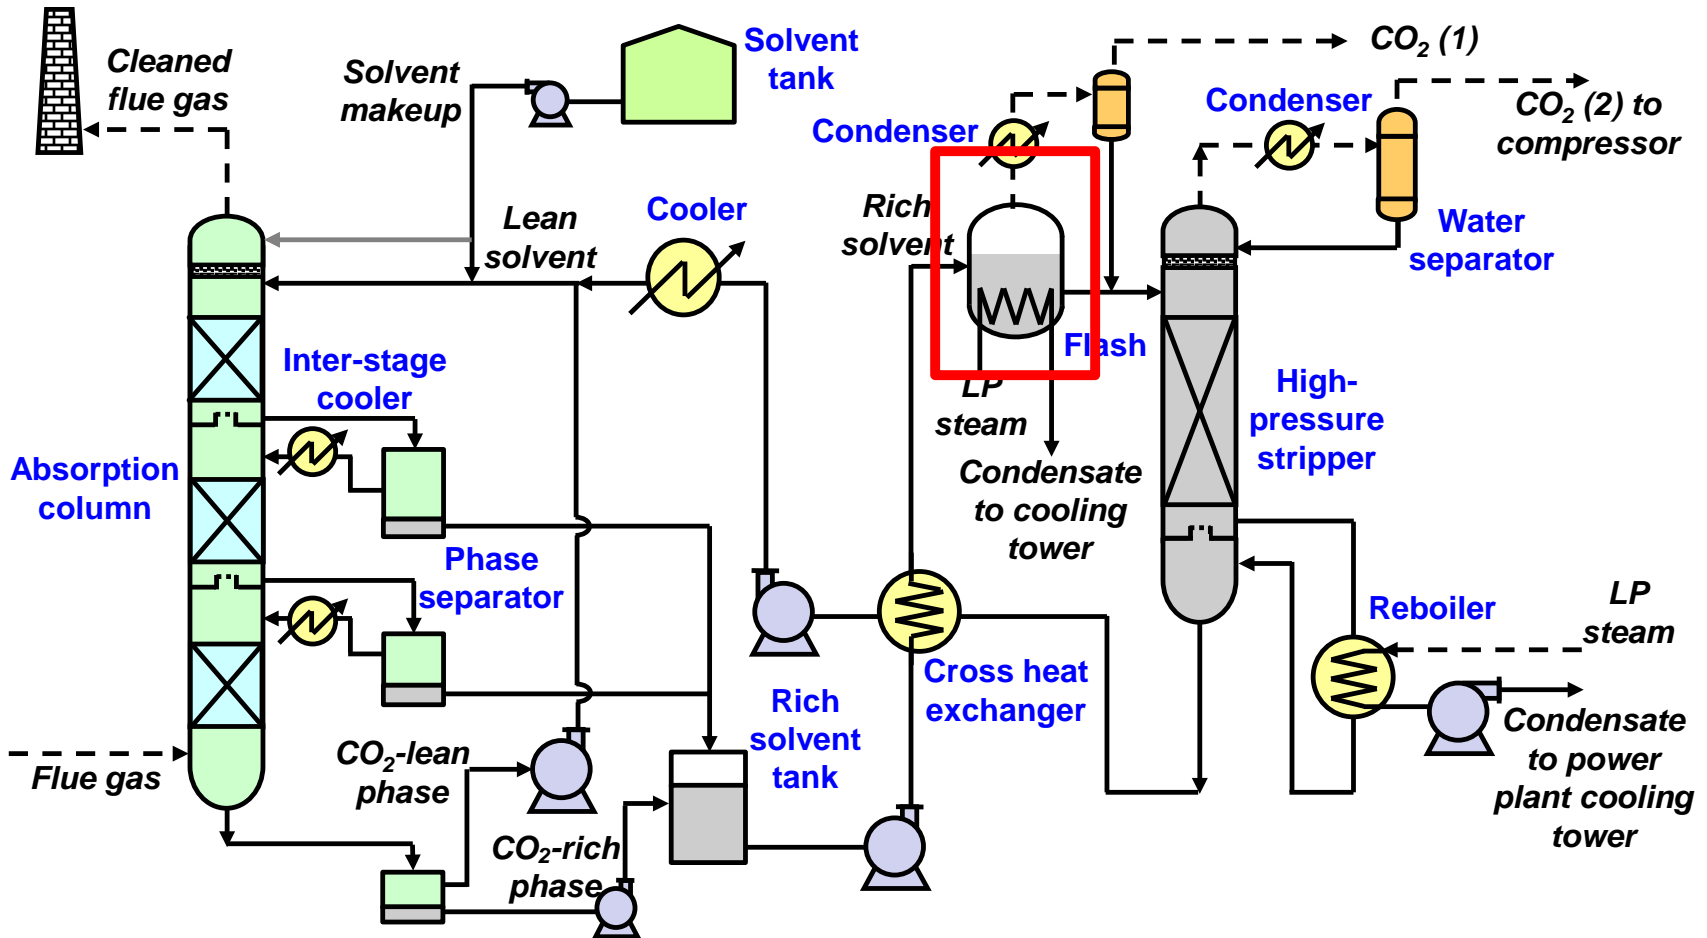 Cleaned
flue gas
Solvent
makeup
Solvent
tank
CO₂ (1)
Condenser
Condenser
CO₂ (2) to
compressor
Lean
solvent
Cooler
Rich
solvent
Water
separator
Flash
Inter-stage
cooler
LP
steam
High-
pressure
stripper
Absorption
column
Condensate
to cooling
tower
Phase
separator
Reboiler
LP
steam
Cross heat
exchanger
Rich
solvent
tank
Flue gas
CO₂-lean
phase
Condensate
to power
plant cooling
tower
CO₂-rich
phase